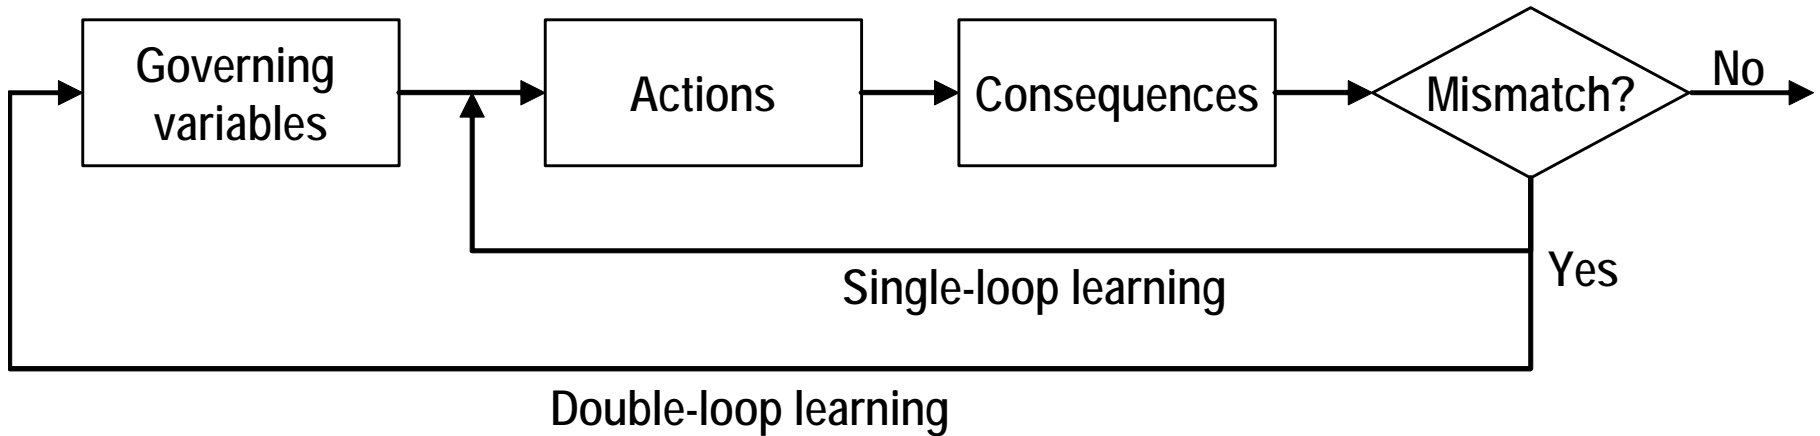 Governing
variables
Actions
Consequences
Mismatch?
No
Yes
Single-loop learning
Double-loop learning